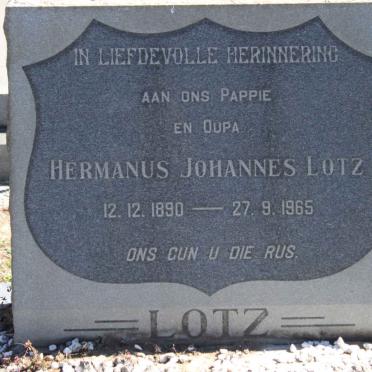 IN LIEFDEVOLLE HERINNERING
AAN ONS PAPPIE
EN OUPA
HERMANUS JOHANNES LOTZ
12. 12. 1890 — 27. 9. 1965
ONS GUN U DIE RUS.
LOTZ